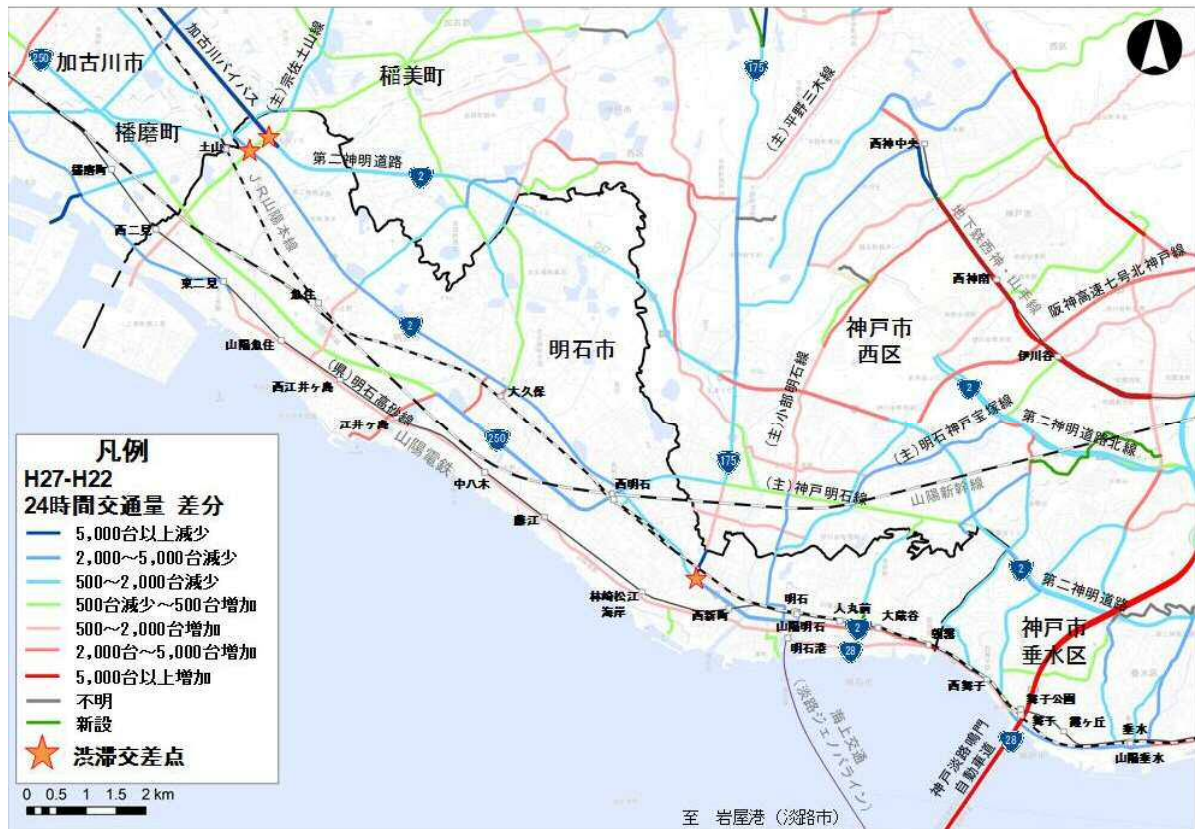 加古川市
250
加古川バイパス
(主)宗佐土山線
稲美町
175
(主)平野三木線
播磨町
土山
播磨町
第二神明道路
2
西神中央
JR山陽本線
地下鉄西神・山手線
西二見
東二見
魚住
2
西神南
阪神高速七号北神戸線
明石市
神戸市
西区
伊川谷
山陽魚住
西江井ヶ島
(県)明石高砂線
大久保
(主)小部明石線
2
第二神明道路北線
(主)明石神戸宝塚線
江井ヶ島
250
山陽電鉄
中八木
西明石
175
(主)神戸明石線
山陽新幹線
藤江
2
第二神明道路
林崎松江
海岸
西新町
明石
山陽明石
人丸前
2
大蔵谷
明石港
28
朝霧
神戸市
垂水区
西舞子
舞子公園
舞子
霞ヶ丘
垂水
山陽垂水
28
神戸淡路鳴門
自動車道
海上交通
(淡路ジェノバライン)
至 岩屋港(淡路市)
凡例
H27-H22
24時間交通量 差分
5,000台以上減少
2,000~5,000台減少
500~2,000台減少
500台減少~500台増加
500~2,000台増加
2,000台~5,000台増加
5,000台以上増加
不明
新設
渋滞交差点
0 0.5 1 1.5 2 km